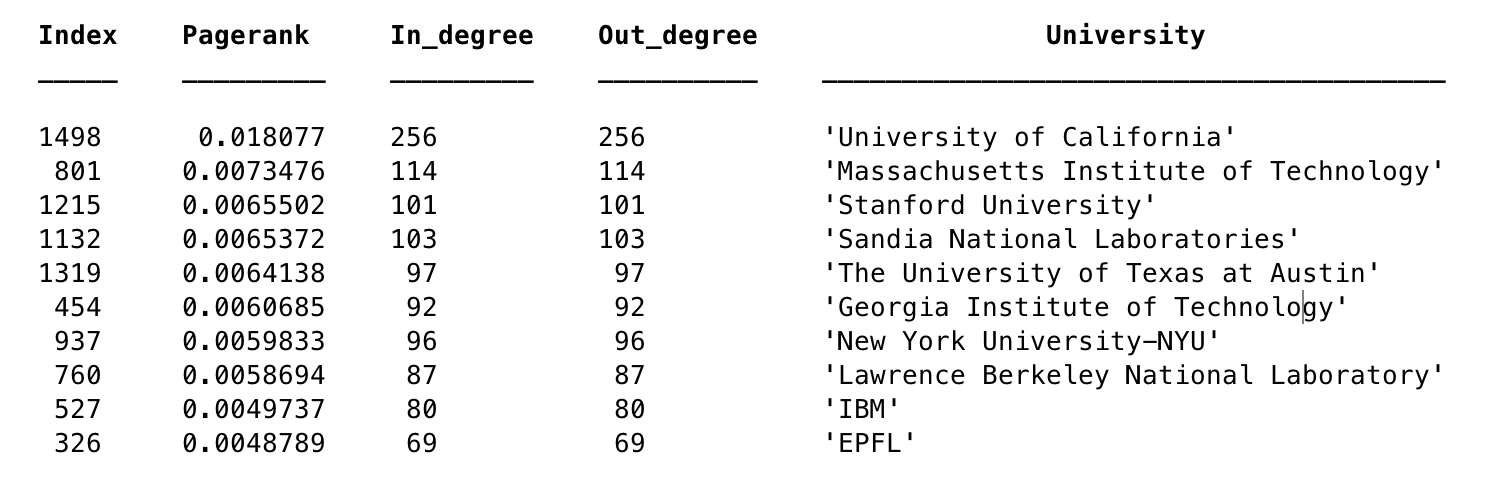 Index Pagerank In_degree Out_degree University
1498 0.018077 256 256 'University of California'
801 0.0073476 114 114 'Massachusetts Institute of Technology'
1215 0.0065502 101 101 'Stanford University'
1132 0.0065372 103 103 'Sandia National Laboratories'
1319 0.0064138 97 97 'The University of Texas at Austin'
454 0.0060685 92 92 'Georgia Institute of Technology'
937 0.0059833 96 96 'New York University–NYU'
760 0.0058694 87 87 'Lawrence Berkeley National Laboratory'
527 0.0049737 80 80 'IBM'
326 0.0048789 69 69 'EPFL'